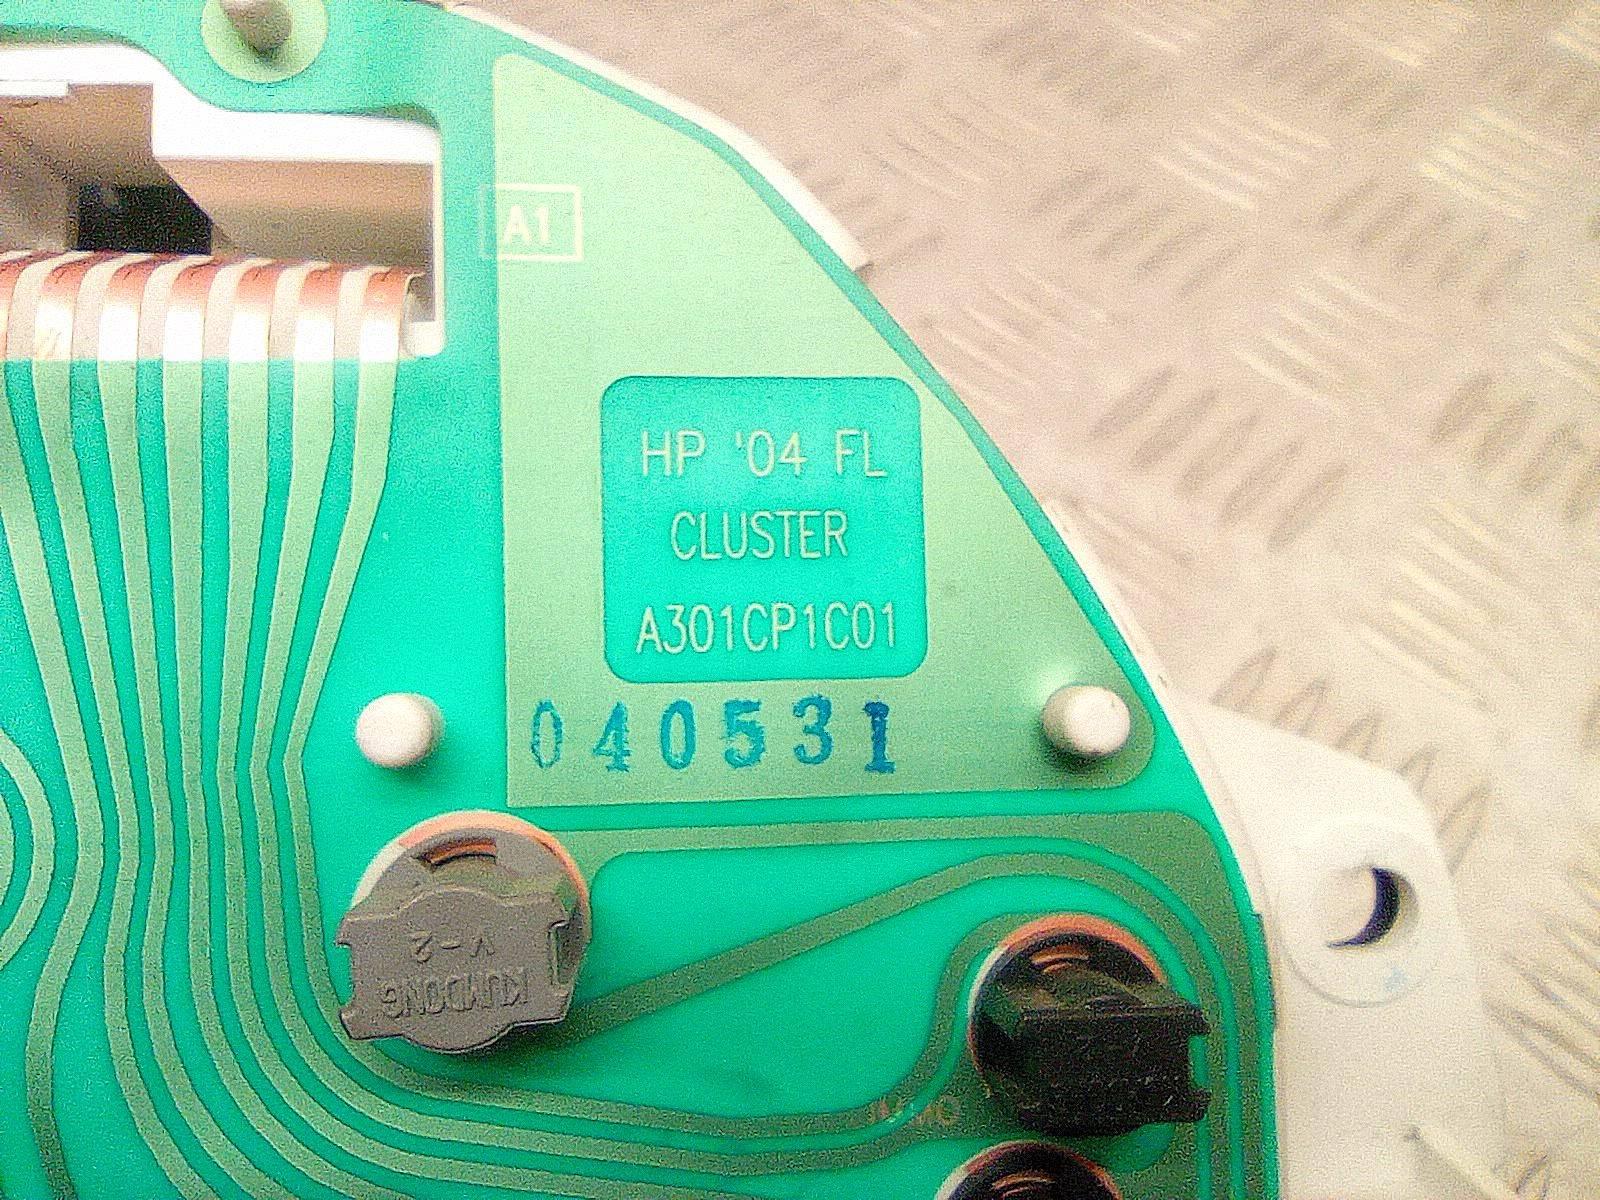 A1
HP '04 FL
CLUSTER
A301CP1C01
040531
V-2
KUMDONG